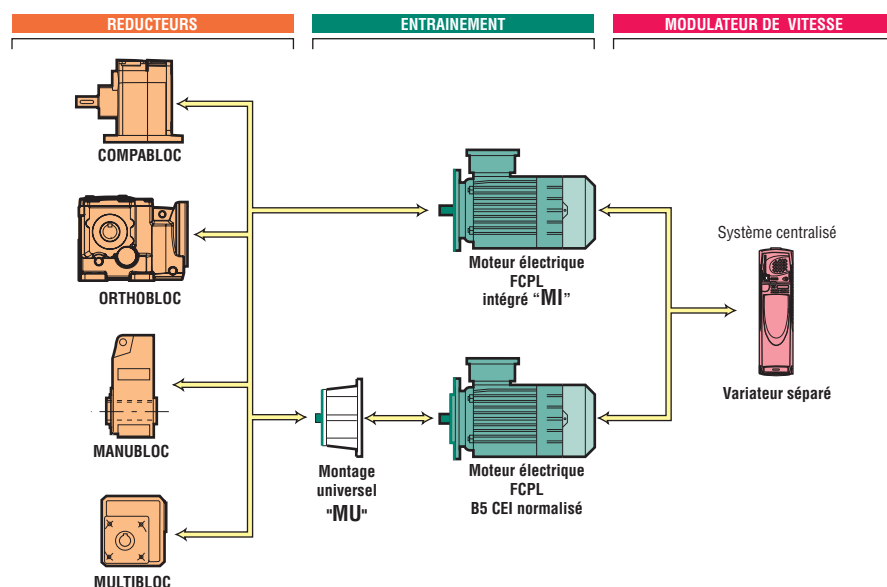 REDUCTEURS
ENTRAINEMENT
MODULATEUR DE VITESSE
COMPABLOC
ORTHOBLOC
MANUBLOC
MULTIBLOC
Moteur électrique
FCPL
intégré “MI”
Montage
universel
"MU"
Moteur électrique
FCPL
B5 CEI normalisé
Système centralisé
Variateur séparé